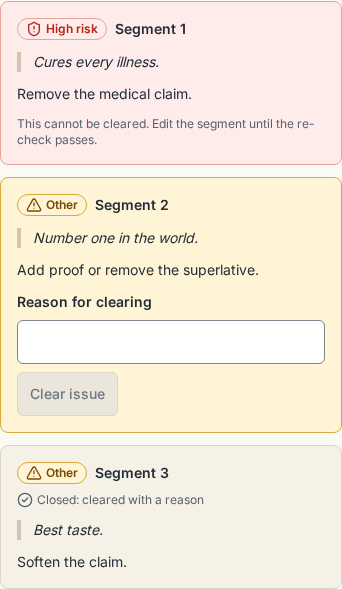 High risk Segment 1
Cures every illness.
Remove the medical claim.
This cannot be cleared. Edit the segment until the re-
check passes.
Other Segment 2
Number one in the world.
Add proof or remove the superlative.
Reason for clearing
Clear issue
Other Segment 3
Closed: cleared with a reason
Best taste.
Soften the claim.